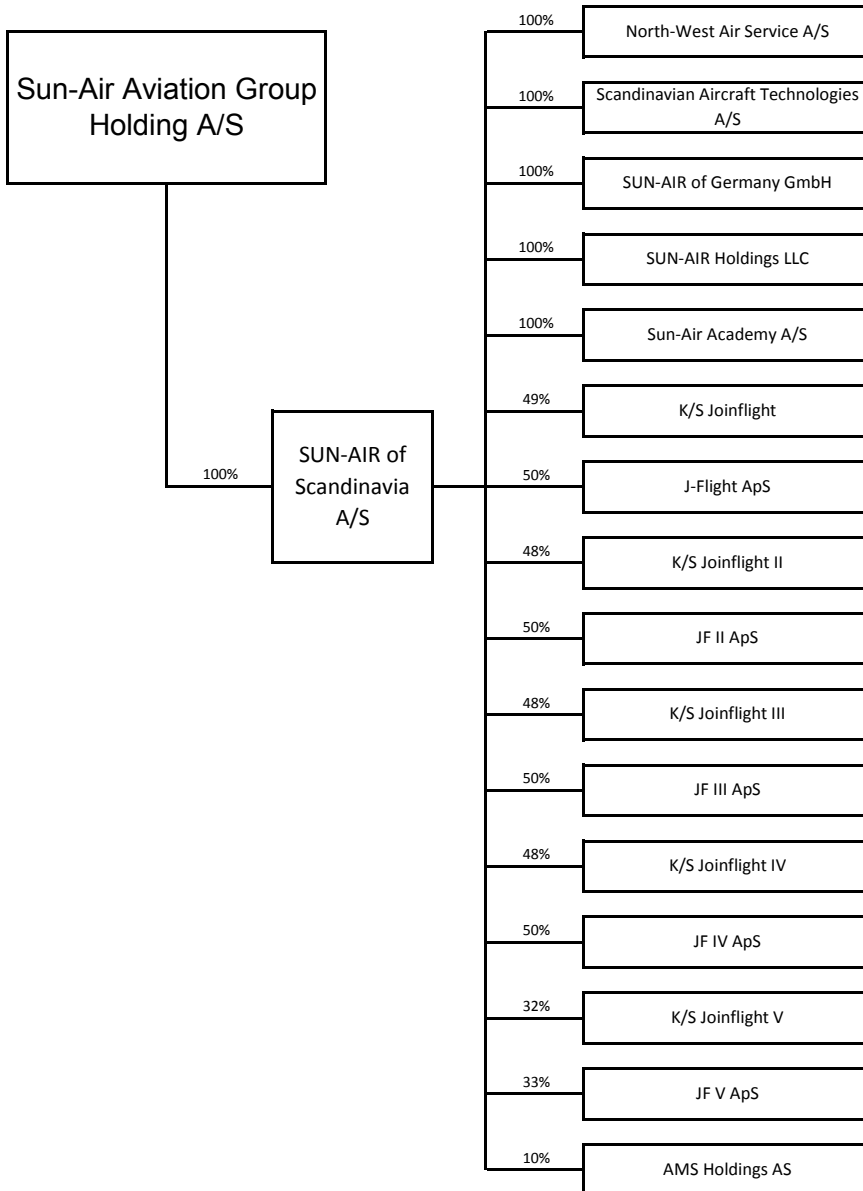 Sun-Air Aviation Group
Holding A/S
100%
SUN-AIR of
Scandinavia
A/S
100%
North-West Air Service A/S
100%
Scandinavian Aircraft Technologies
A/S
100%
SUN-AIR of Germany GmbH
100%
SUN-AIR Holdings LLC
100%
Sun-Air Academy A/S
49%
K/S Joinflight
50%
J-Flight ApS
48%
K/S Joinflight II
50%
JF II ApS
48%
K/S Joinflight III
50%
JF III ApS
48%
K/S Joinflight IV
50%
JF IV ApS
32%
K/S Joinflight V
33%
JF V ApS
10%
AMS Holdings AS